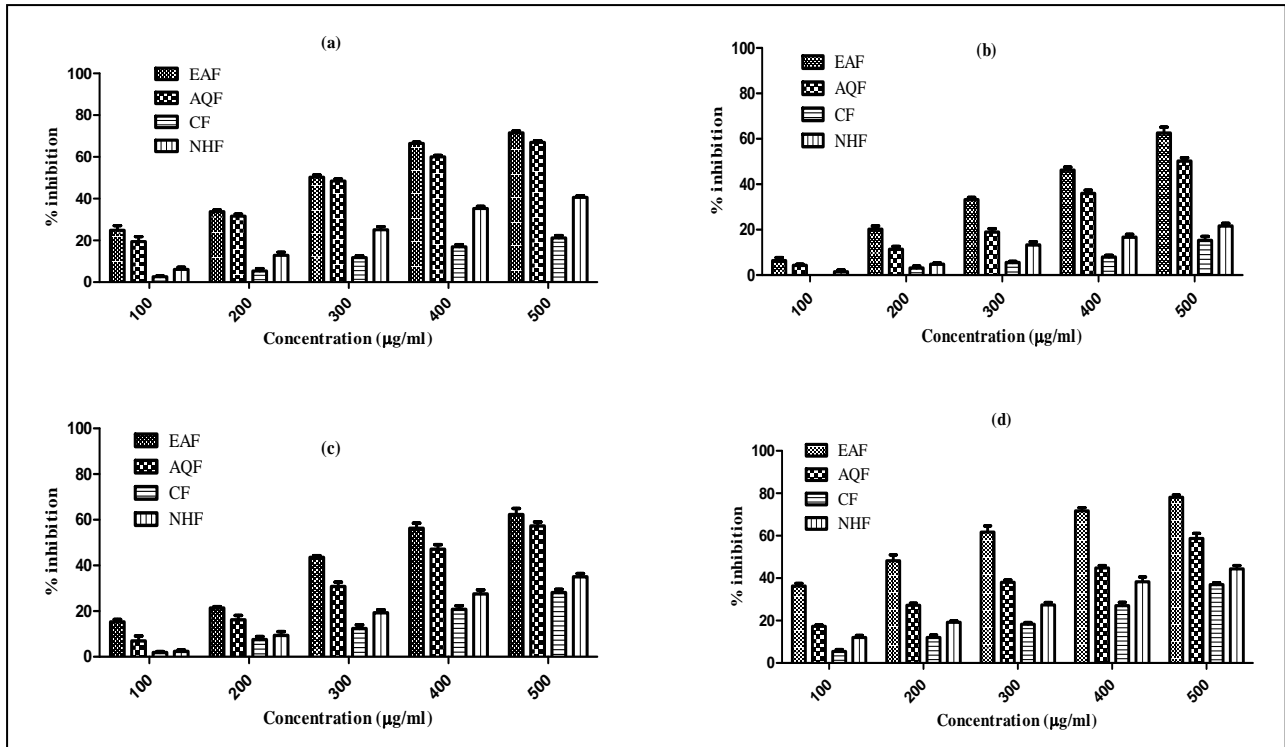 (a)
EAF
AQF
CF
NHF
100
80
60
40
20
0
% inhibition
100
200
300
400
500
Concentration (μg/ml)
(b)
EAF
AQF
CF
NHF
100
80
60
40
20
0
% inhibition
100
200
300
400
500
Concentration (μg/ml)
(c)
EAF
AQF
CF
NHF
100
80
60
40
20
0
% inhibition
100
200
300
400
500
Concentration (μg/ml)
(d)
EAF
AQF
CF
NHF
100
80
60
40
20
0
% inhibition
100
200
300
400
500
Concentration (μg/ml)